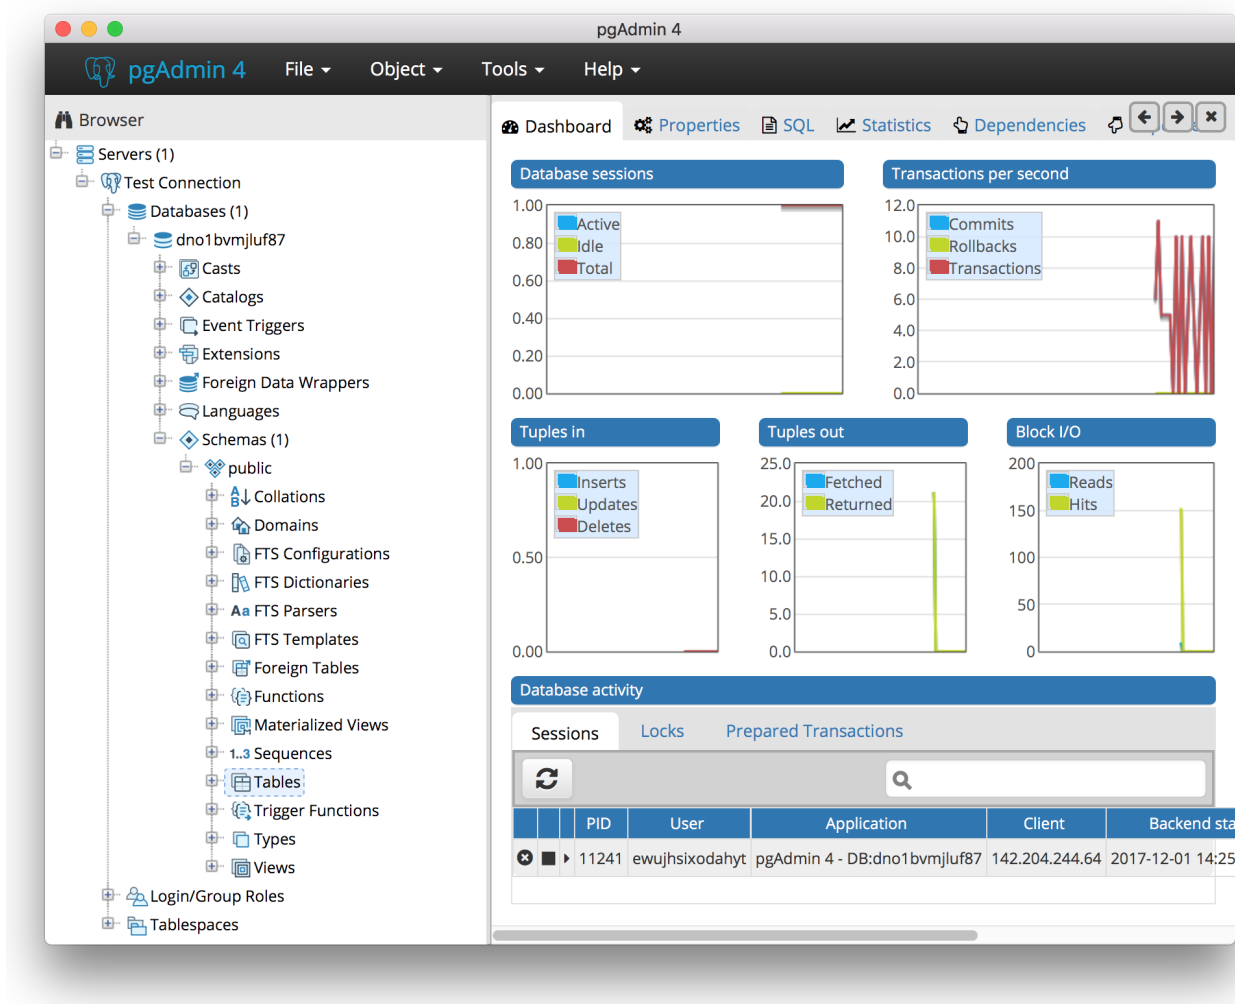 pgAdmin 4
pgAdmin 4 File Object Tools Help
Browser
Servers (1)
Test Connection
Databases (1)
dno1bvmjluf87
Casts
Catalogs
Event Triggers
Extensions
Foreign Data Wrappers
Languages
Schemas (1)
public
Collations
Domains
FTS Configurations
FTS Dictionaries
Aa FTS Parsers
FTS Templates
Foreign Tables
Functions
Materialized Views
1..3 Sequences
Tables
Trigger Functions
Types
Views
Login/Group Roles
Tablespaces
Dashboard Properties SQL Statistics Dependencies
Database sessions
1.00
0.80
0.60
0.40
0.20
0.00
Active
Idle
Total
Transactions per second
12.0
10.0
8.0
6.0
4.0
2.0
0.0
Commits
Rollbacks
Transactions
Tuples in
1.00
0.50
0.00
Inserts
Updates
Deletes
Tuples out
25.0
20.0
15.0
10.0
5.0
0.0
Fetched
Returned
Block I/O
200
150
100
50
0
Reads
Hits
Database activity
Sessions Locks Prepared Transactions
PID User Application Client Backend sta
11241 ewujhsixodahyt pgAdmin 4 - DB:dno1bvmjluf87 142.204.244.64 2017-12-01 14:25